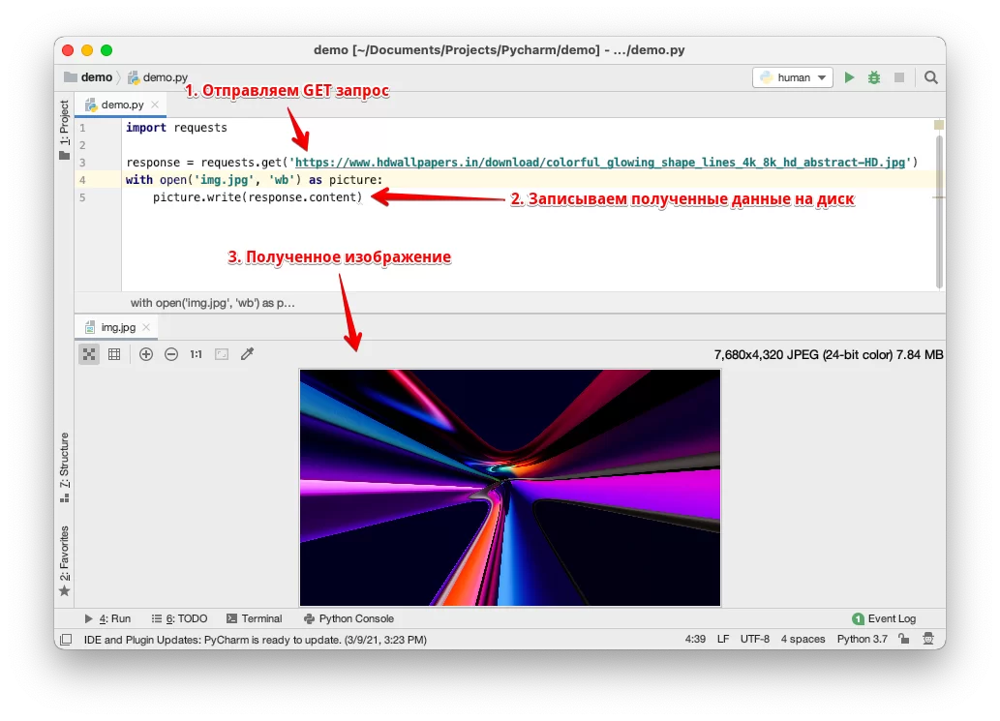 demo [~/Documents/Projects/Pycharm/demo] - .../demo.py
demo demo.py human
1. Отправляем GET запрос
1: Project
demo.py
1 import requests
2
3 response = requests.get('https://www.hdwallpapers.in/download/colorful_glowing_shape_lines_4k_8k_hd_abstract-HD.jpg')
4 with open('img.jpg', 'wb') as picture:
5 picture.write(response.content)
2. Записываем полученные данные на диск
3. Полученное изображение
with open('img.jpg', 'wb') as p...
img.jpg
1:1
7,680x4,320 JPEG (24-bit color) 7.84 MB
7: Structure
2: Favorites
4: Run 6: TODO Terminal Python Console 1 Event Log
IDE and Plugin Updates: PyCharm is ready to update. (3/9/21, 3:23 PM) 4:39 LF UTF-8 4 spaces Python 3.7